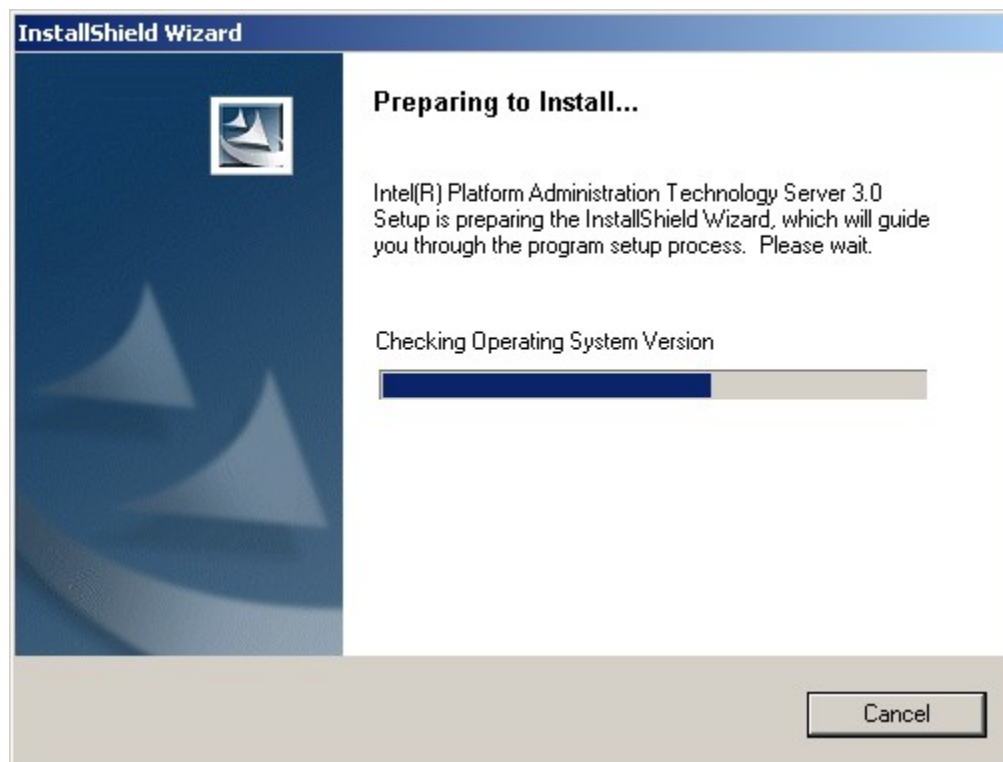 InstallShield Wizard
Preparing to Install...
Intel(R) Platform Administration Technology Server 3.0
Setup is preparing the InstallShield Wizard, which will guide
you through the program setup process.  Please wait.
Checking Operating System Version
Cancel